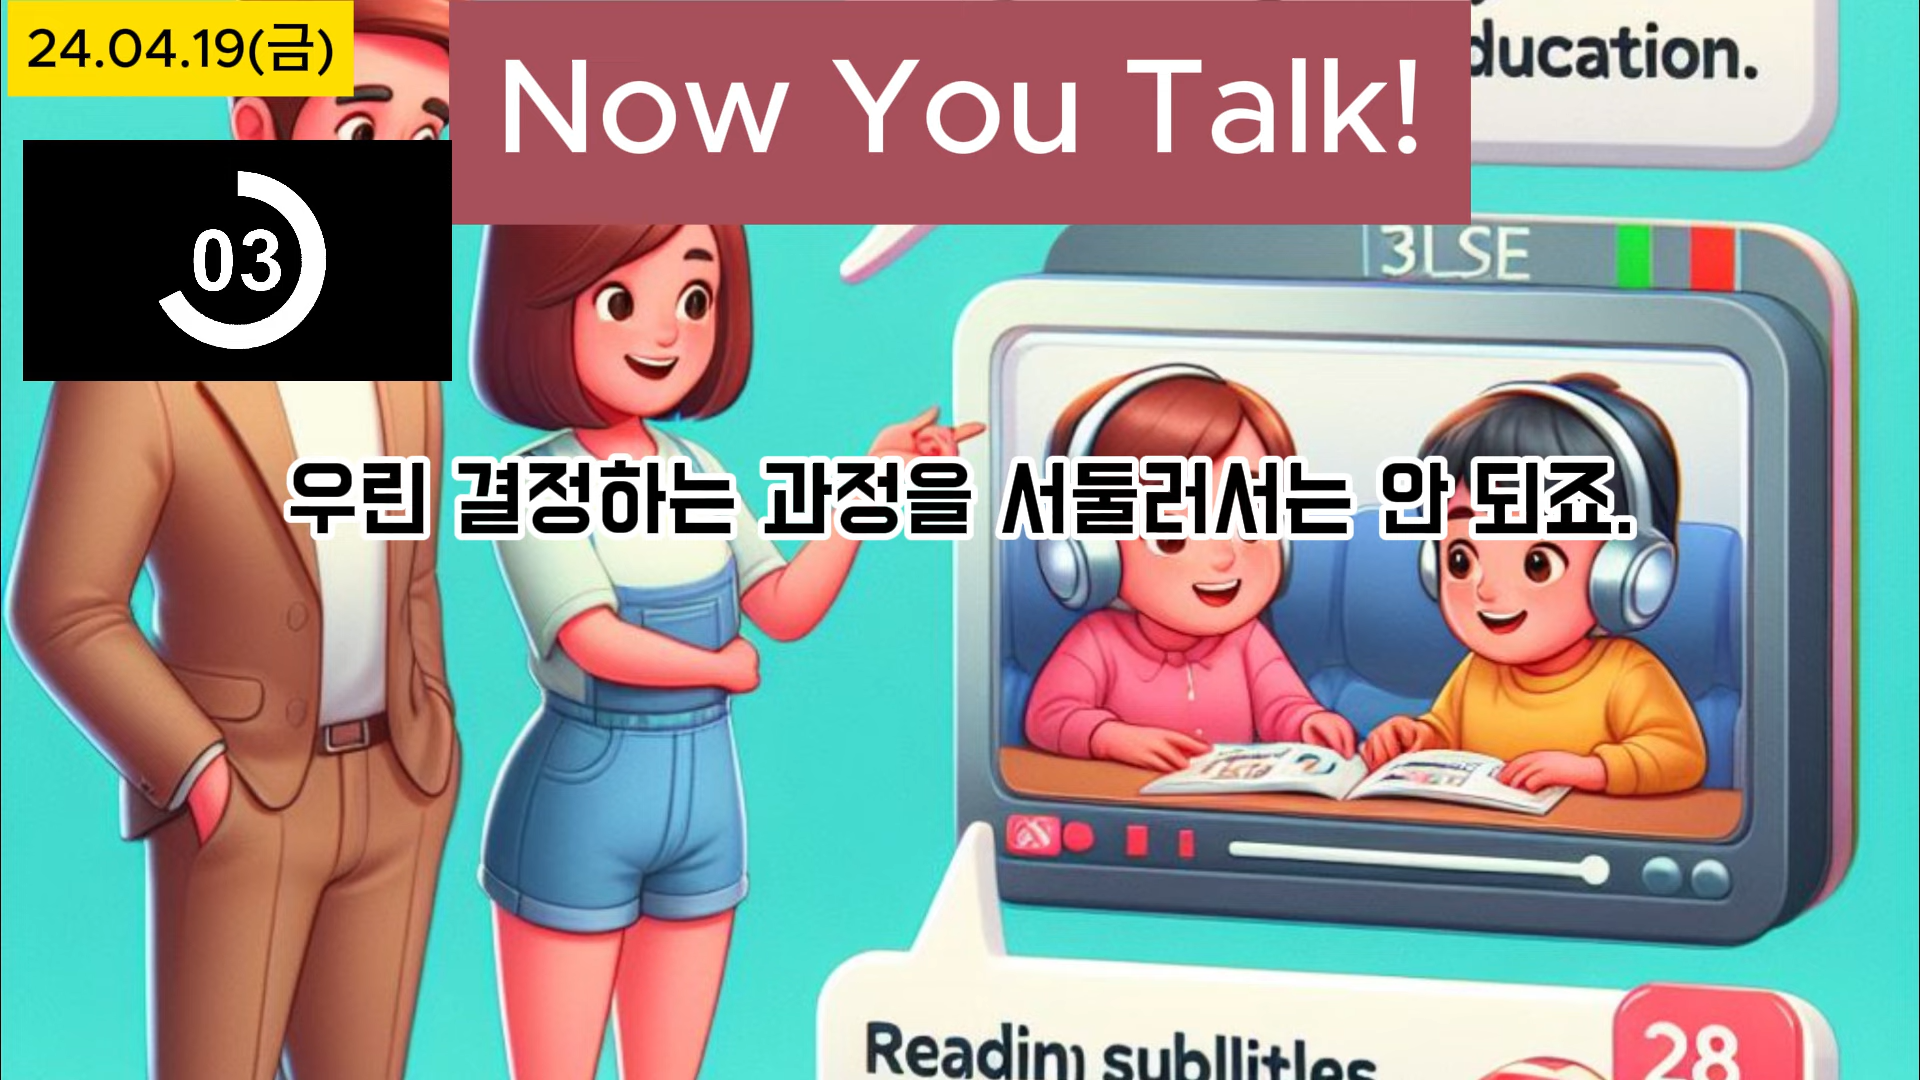 24.04.19(금)
Now You Talk!
ducation.
03
3LSE
우린 결정하는 과정을 서둘러서는 안 되죠.
28